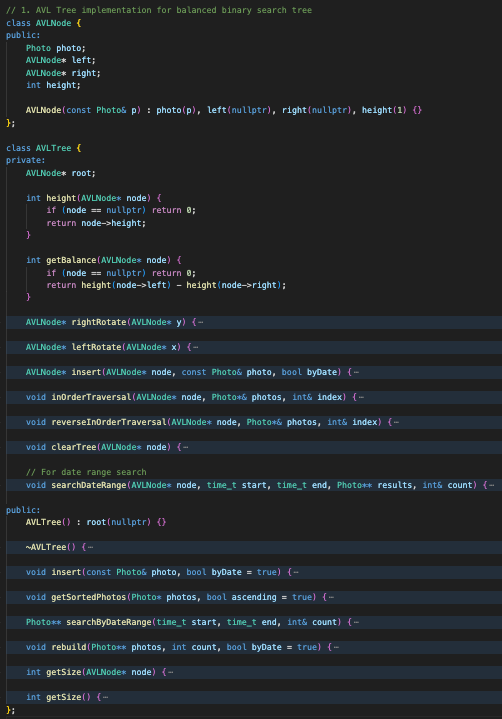 // 1. AVL Tree implementation for balanced binary search tree
class AVLNode {
public:
    Photo photo;
    AVLNode* left;
    AVLNode* right;
    int height;

    AVLNode(const Photo& p) : photo(p), left(nullptr), right(nullptr), height(1) {}
};

class AVLTree {
private:
    AVLNode* root;

    int height(AVLNode* node) {
        if (node == nullptr) return 0;
        return node->height;
    }

    int getBalance(AVLNode* node) {
        if (node == nullptr) return 0;
        return height(node->left) - height(node->right);
    }

    AVLNode* rightRotate(AVLNode* y) {⋯

    AVLNode* leftRotate(AVLNode* x) {⋯

    AVLNode* insert(AVLNode* node, const Photo& photo, bool byDate) {⋯

    void inOrderTraversal(AVLNode* node, Photo*& photos, int& index) {⋯

    void reverseInOrderTraversal(AVLNode* node, Photo*& photos, int& index) {⋯

    void clearTree(AVLNode* node) {⋯

    // For date range search
    void searchDateRange(AVLNode* node, time_t start, time_t end, Photo** results, int& count) {⋯

public:
    AVLTree() : root(nullptr) {}

    ~AVLTree() {⋯

    void insert(const Photo& photo, bool byDate = true) {⋯

    void getSortedPhotos(Photo* photos, bool ascending = true) {⋯

    Photo** searchByDateRange(time_t start, time_t end, int& count) {⋯

    void rebuild(Photo** photos, int count, bool byDate = true) {⋯

    int getSize(AVLNode* node) {⋯

    int getSize() {⋯
};